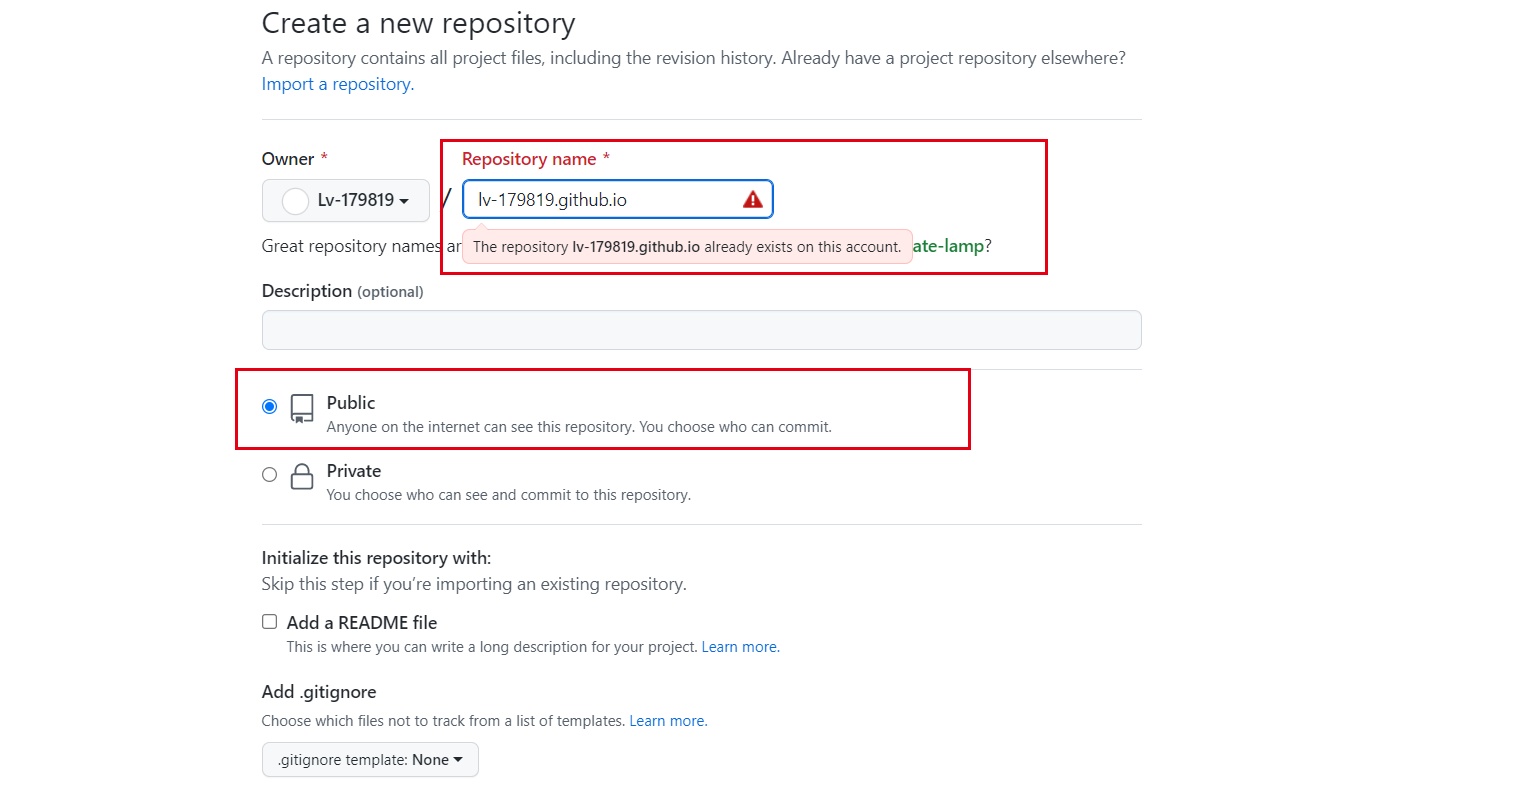 Create a new repository
A repository contains all project files, including the revision history. Already have a project repository elsewhere?
Import a repository.
Owner *
Repository name *
Lv-179819
/
lv-179819.github.io
Great repository names ar
The repository lv-179819.github.io already exists on this account.
ate-lamp?
Description (optional)
Public
Anyone on the internet can see this repository. You choose who can commit.
Private
You choose who can see and commit to this repository.
Initialize this repository with:
Skip this step if you’re importing an existing repository.
Add a README file
This is where you can write a long description for your project. Learn more.
Add .gitignore
Choose which files not to track from a list of templates. Learn more.
.gitignore template: None